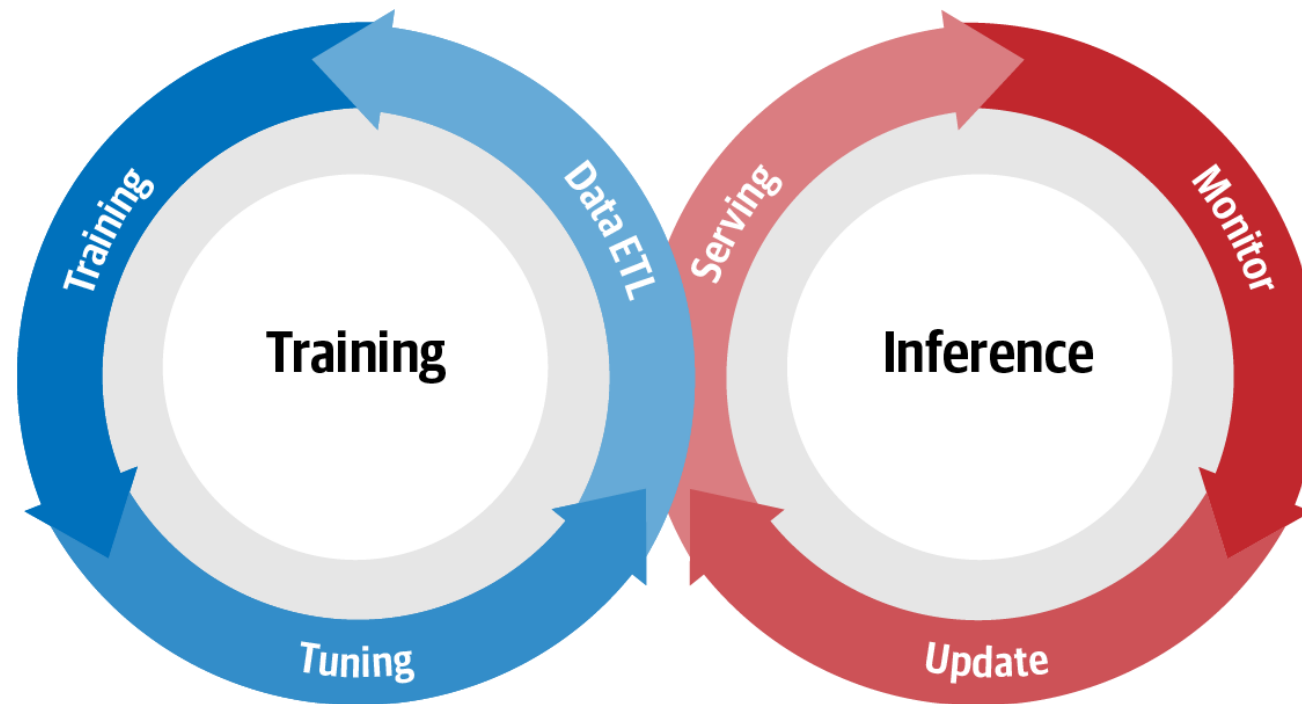 Training
Data ETL
Tuning
Training
Serving
Monitor
Update
Inference